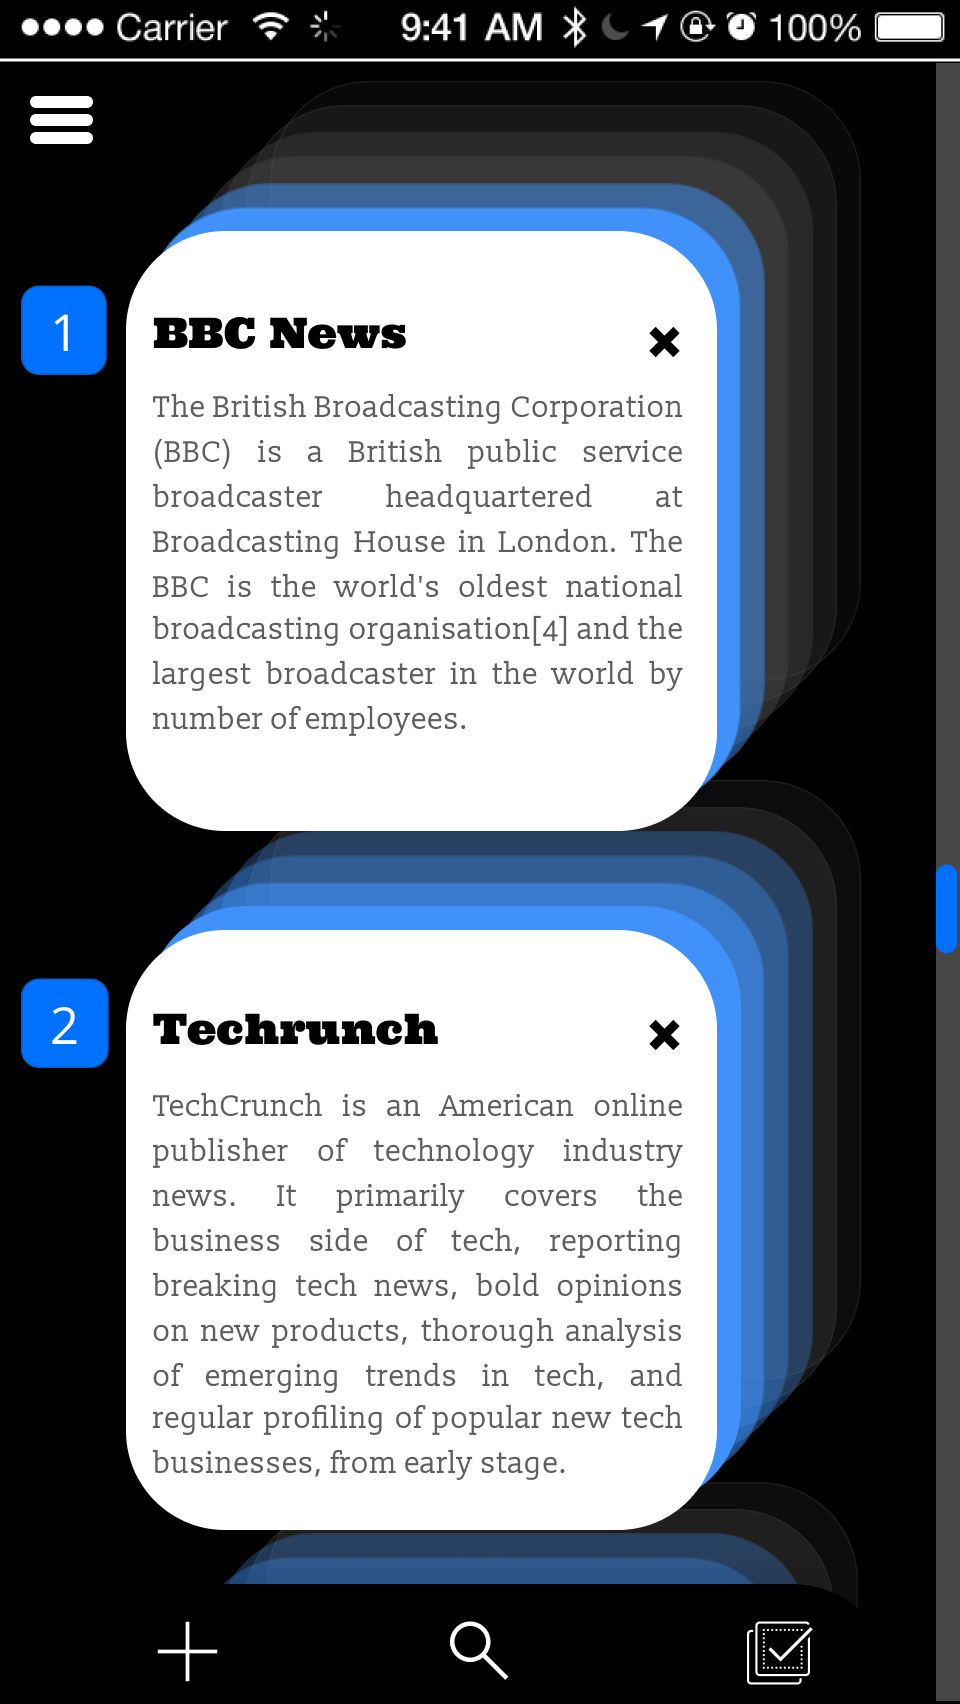 Carrier 9:41 AM 100%
1
BBC News
The British Broadcasting Corporation
(BBC) is a British public service
broadcaster headquartered at
Broadcasting House in London. The
BBC is the world's oldest national
broadcasting organisation[4] and the
largest broadcaster in the world by
number of employees.
2
Techrunch
TechCrunch is an American online
publisher of technology industry
news. It primarily covers the
business side of tech, reporting
breaking tech news, bold opinions
on new products, thorough analysis
of emerging trends in tech, and
regular profiling of popular new tech
businesses, from early stage.